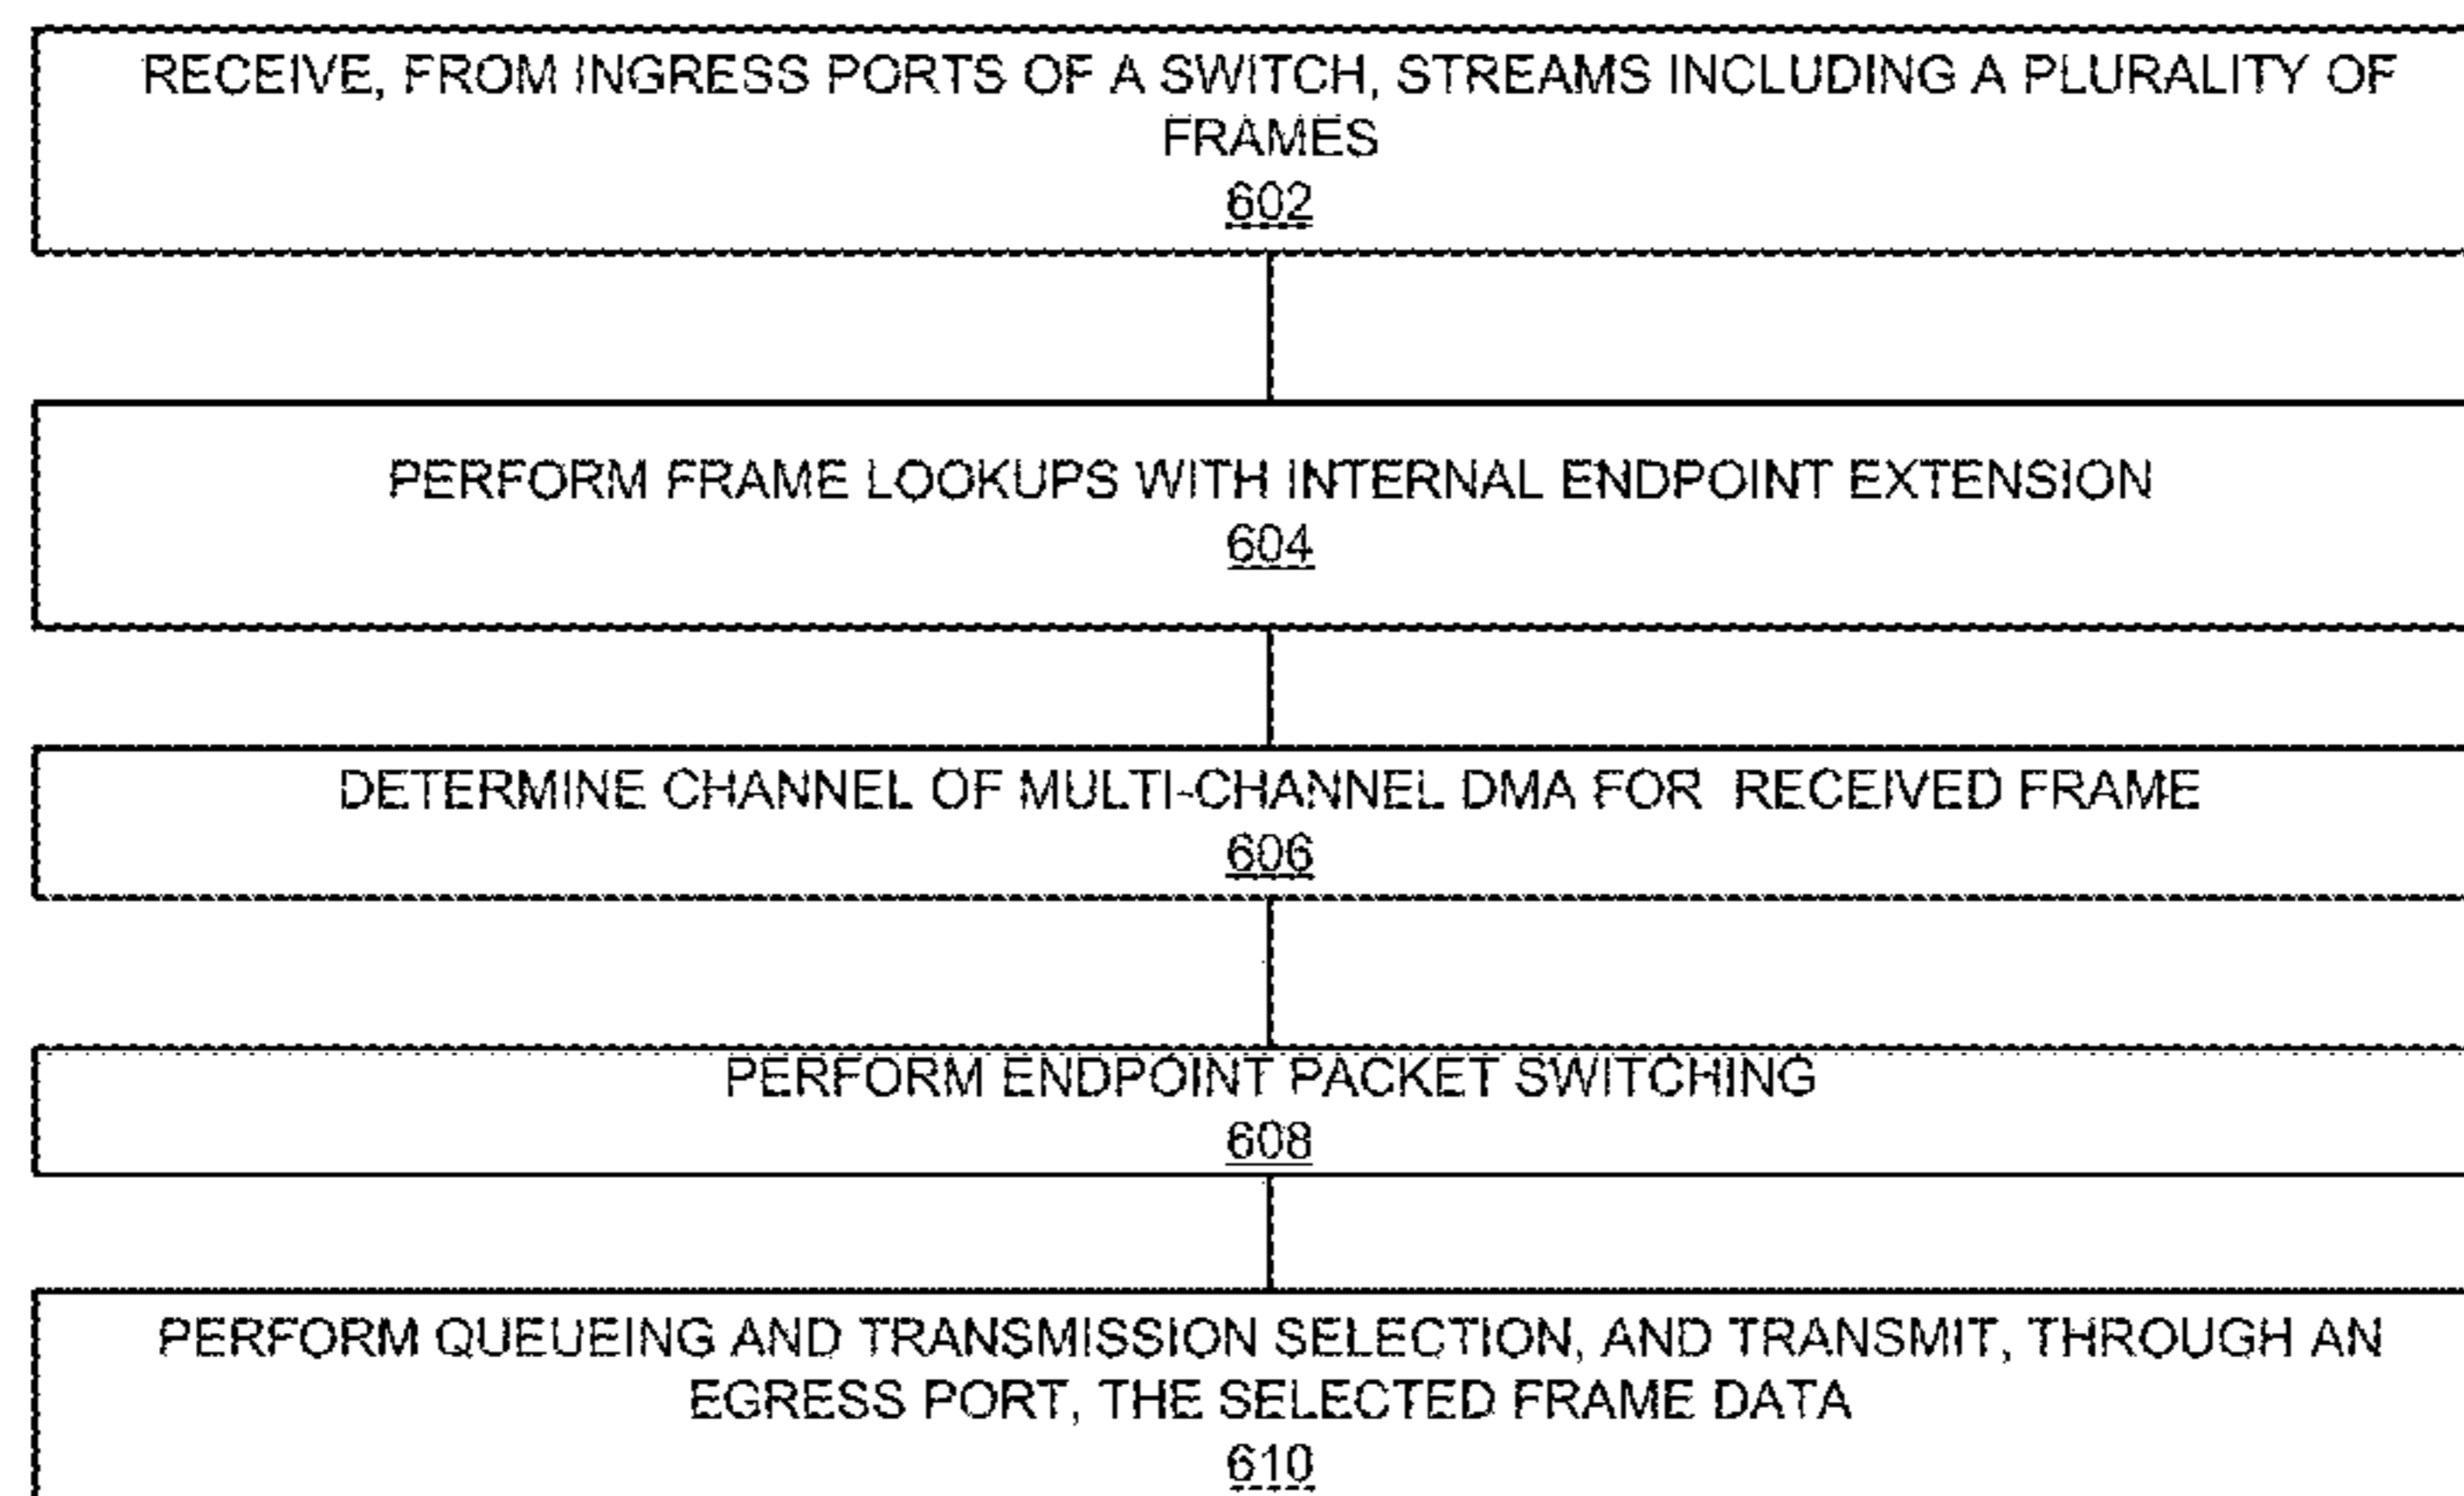 RECEIVE, FROM INGRESS PORTS OF A SWITCH, STREAMS INCLUDING A PLURALITY OF
FRAMES
602
PERFORM FRAME LOOKUPS WITH INTERNAL ENDPOINT EXTENSION
604
DETERMINE CHANNEL OF MULTI-CHANNEL DMA FOR RECEIVED FRAME
606
PERFORM ENDPOINT PACKET SWITCHING
608
PERFORM QUEUEING AND TRANSMISSION SELECTION, AND TRANSMIT, THROUGH AN
EGRESS PORT, THE SELECTED FRAME DATA
610